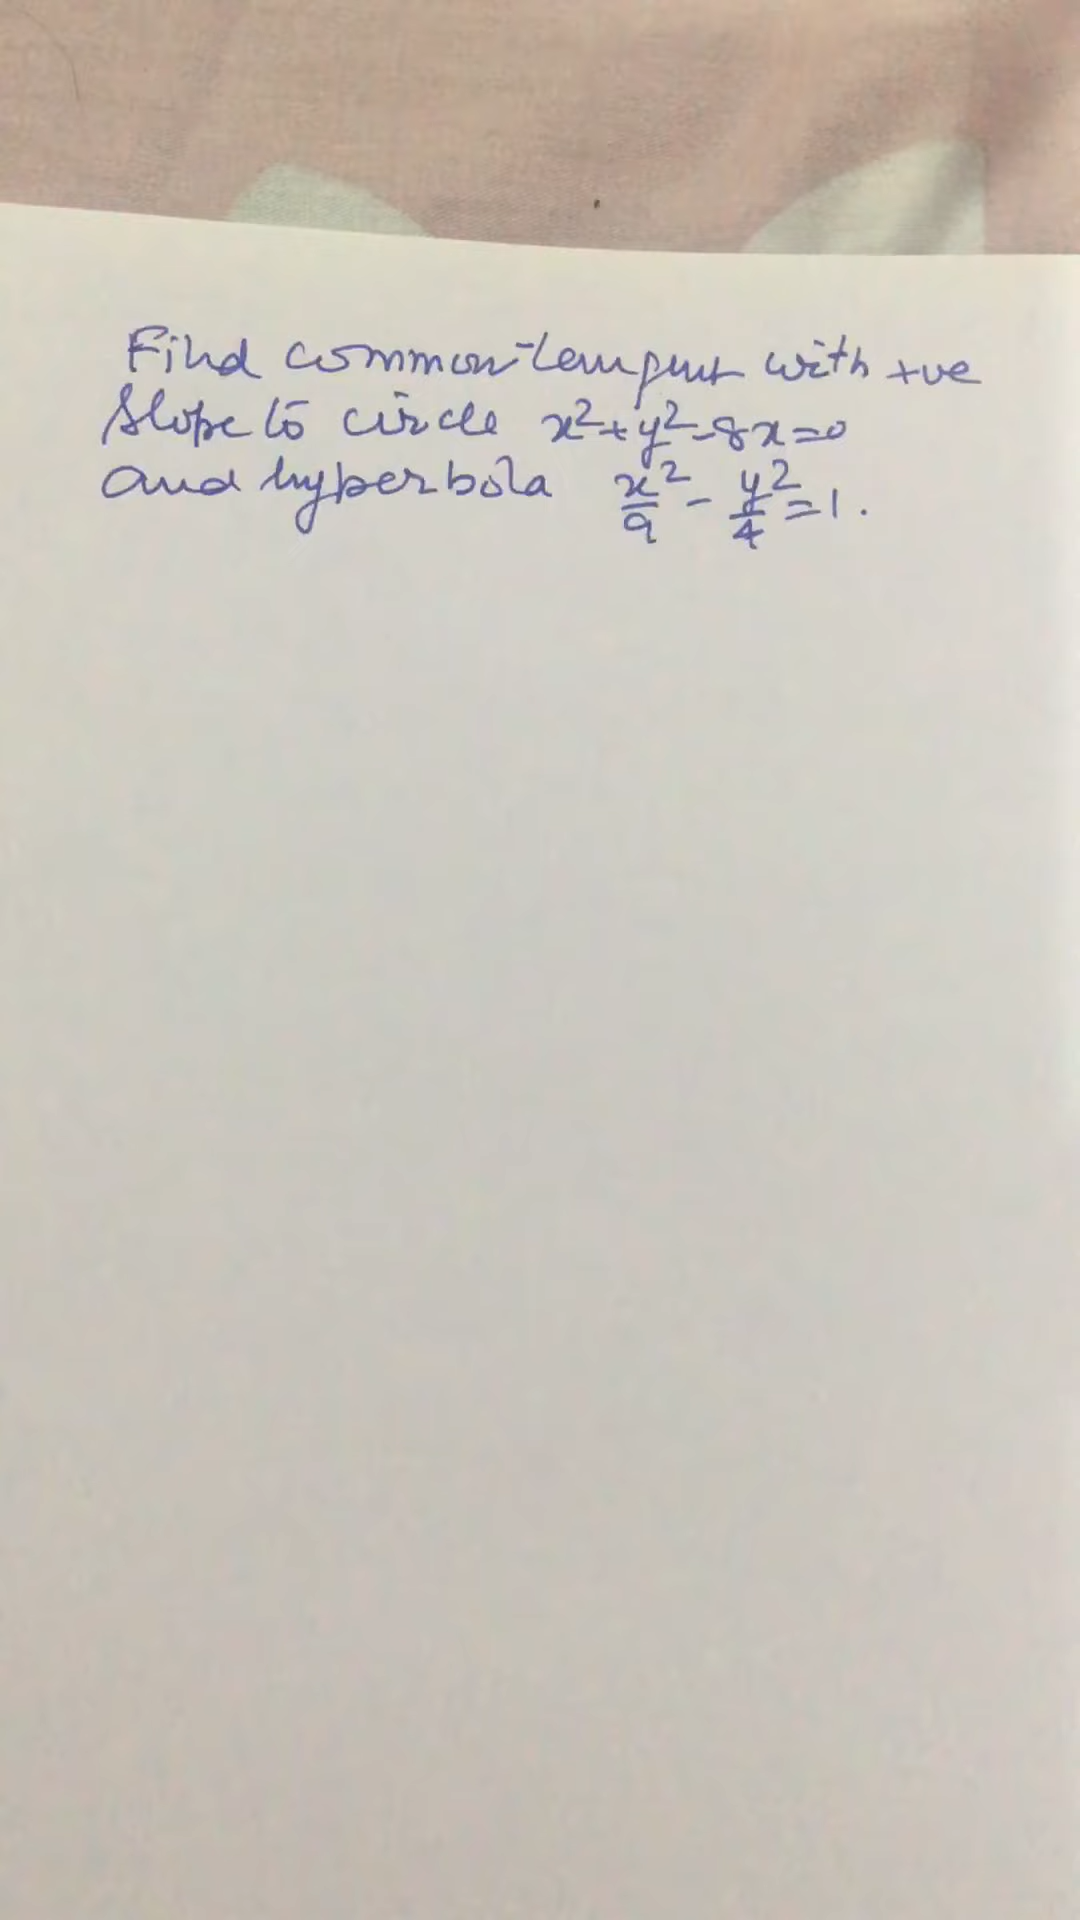 Find common tangent with +ve
slope to circle x²+y²-8x=0
and hyperbola x²/9 - y²/4 = 1.